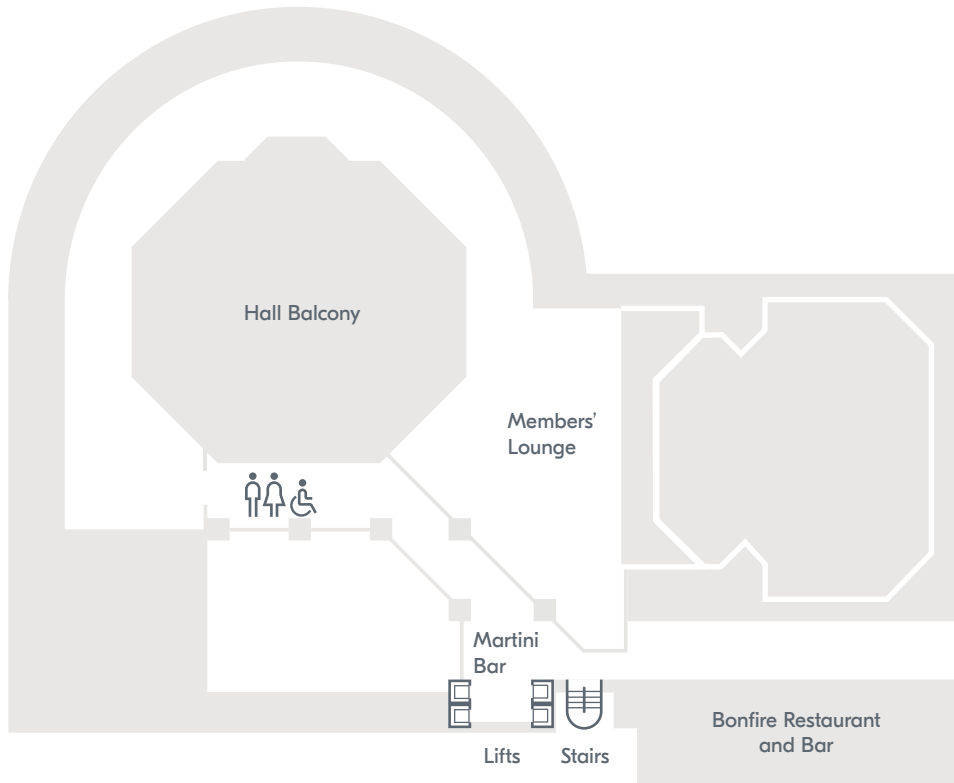 Hall Balcony
Members’
Lounge
Martini
Bar
Lifts
Stairs
Bonfire Restaurant
and Bar